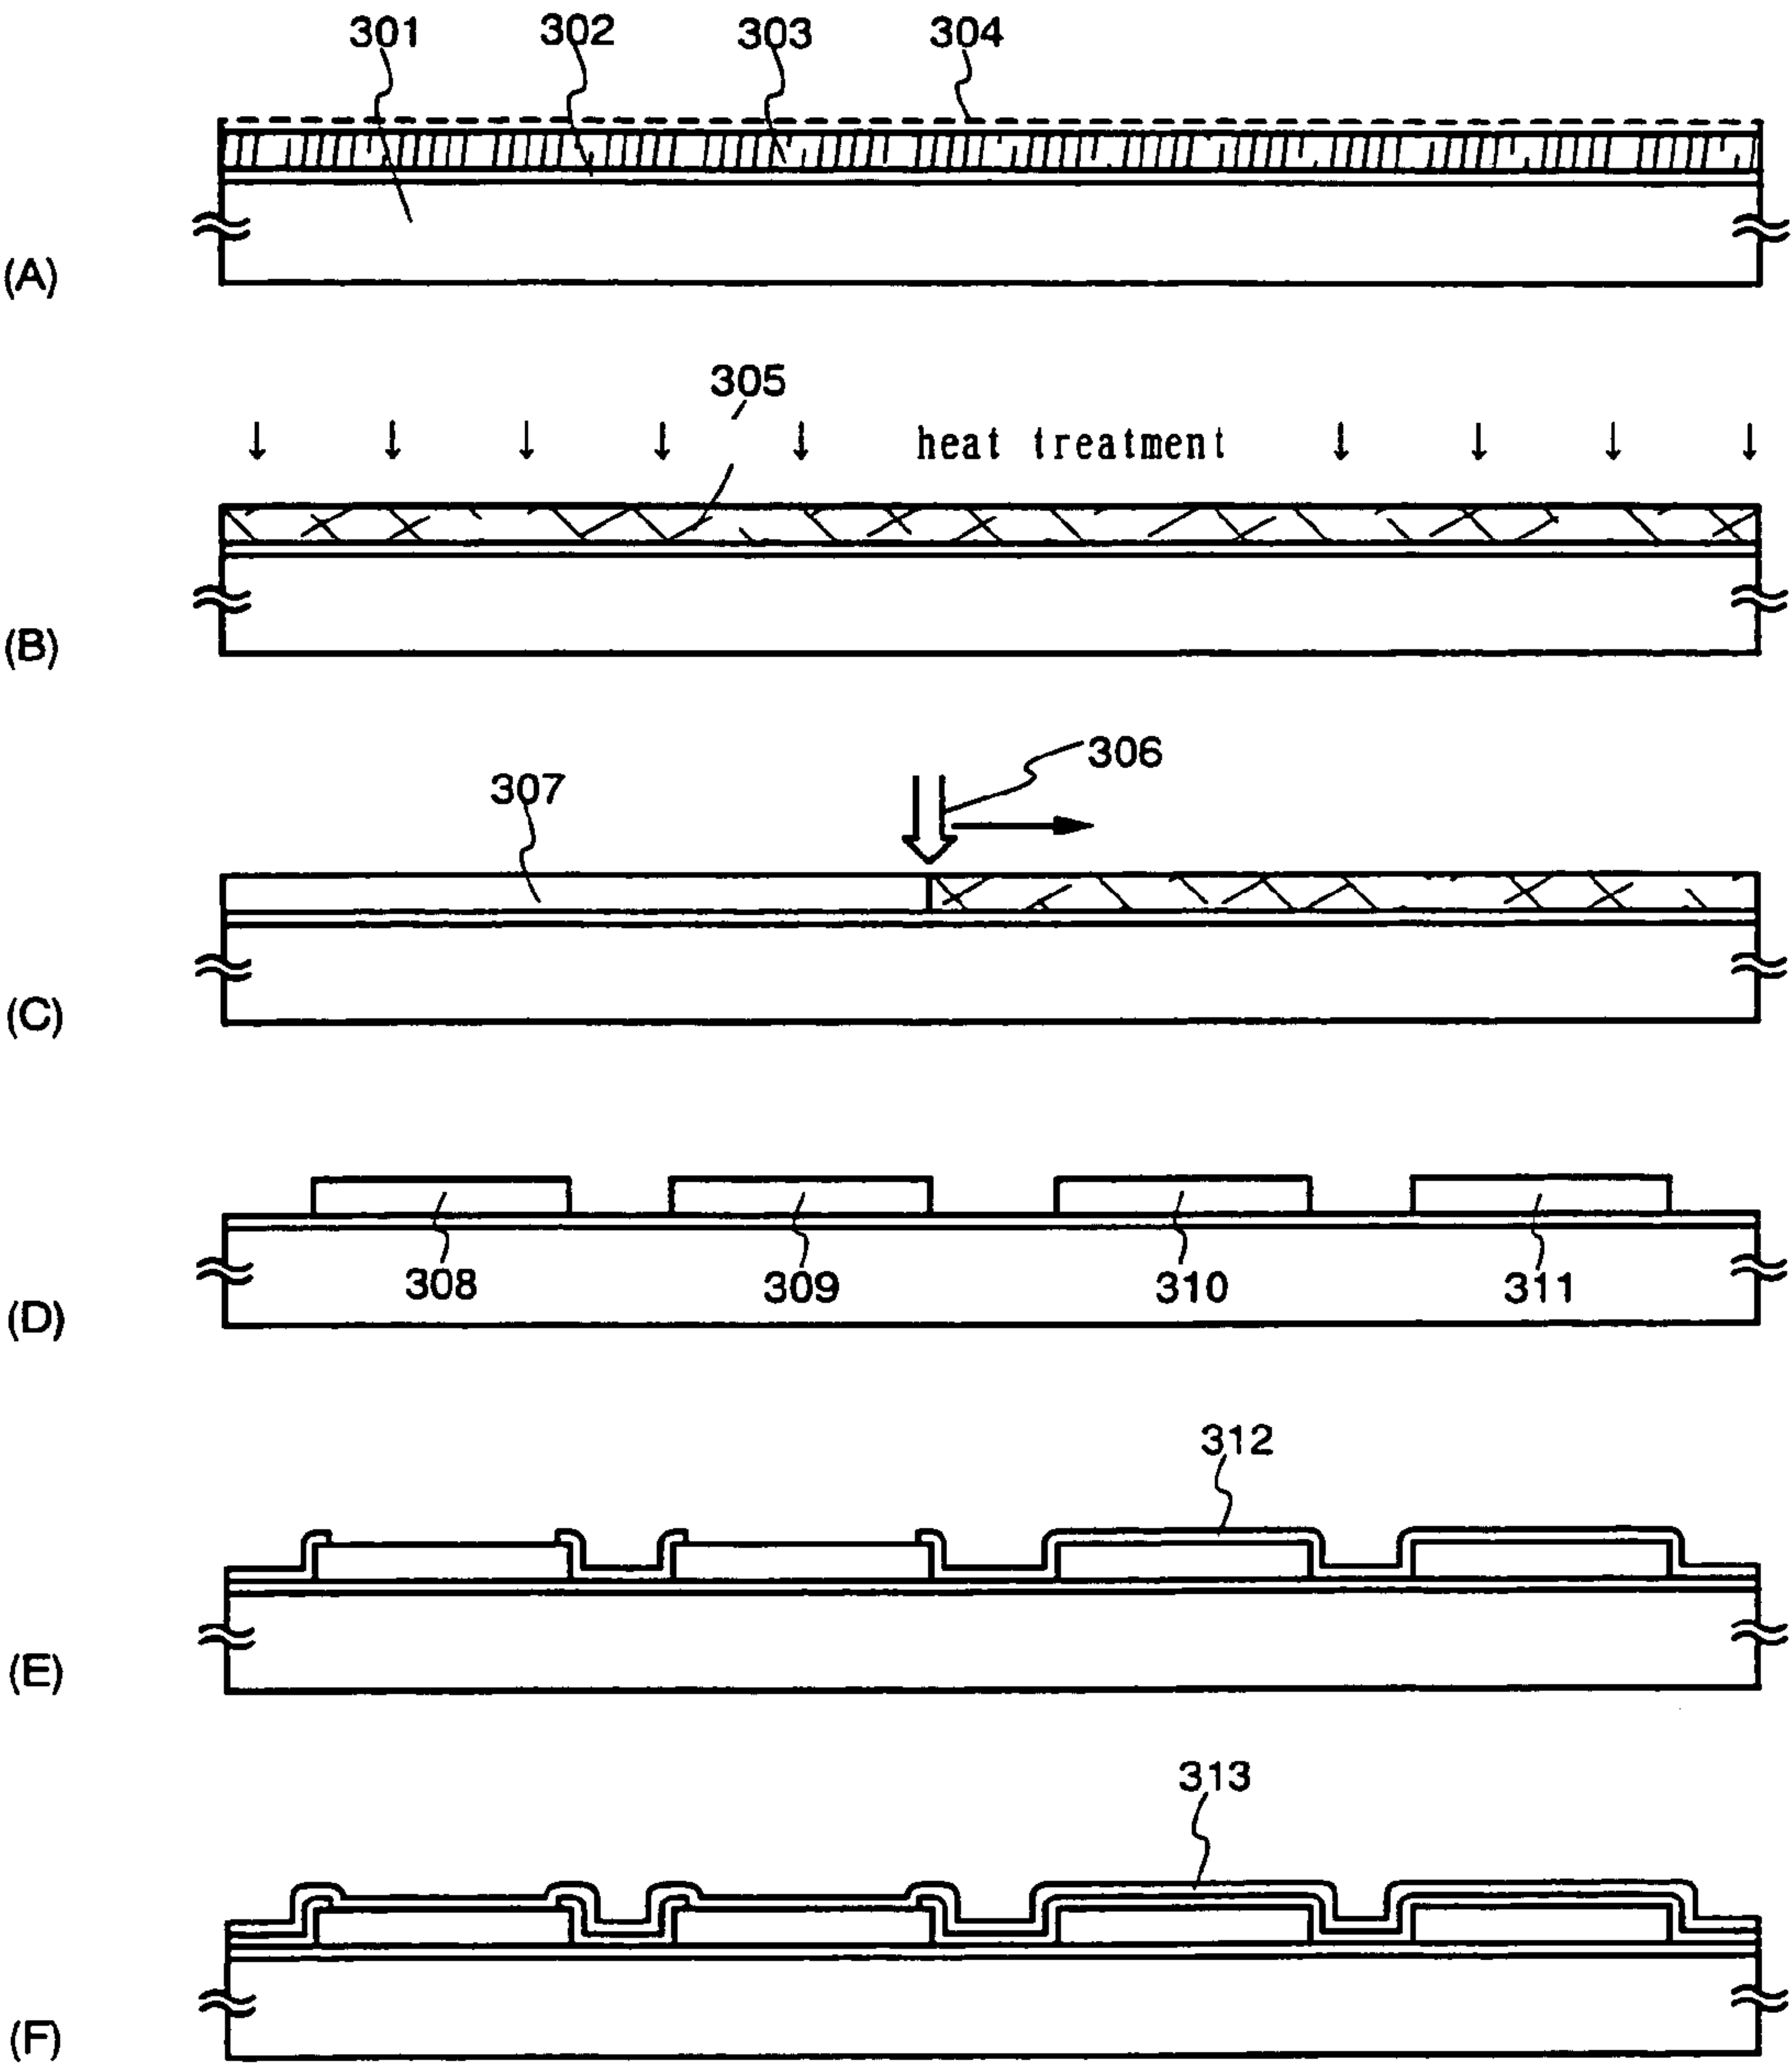 301 302 303 304
(A)
305
heat treatment
(B)
306
307
(C)
308 309 310 311
(D)
312
(E)
313
(F)